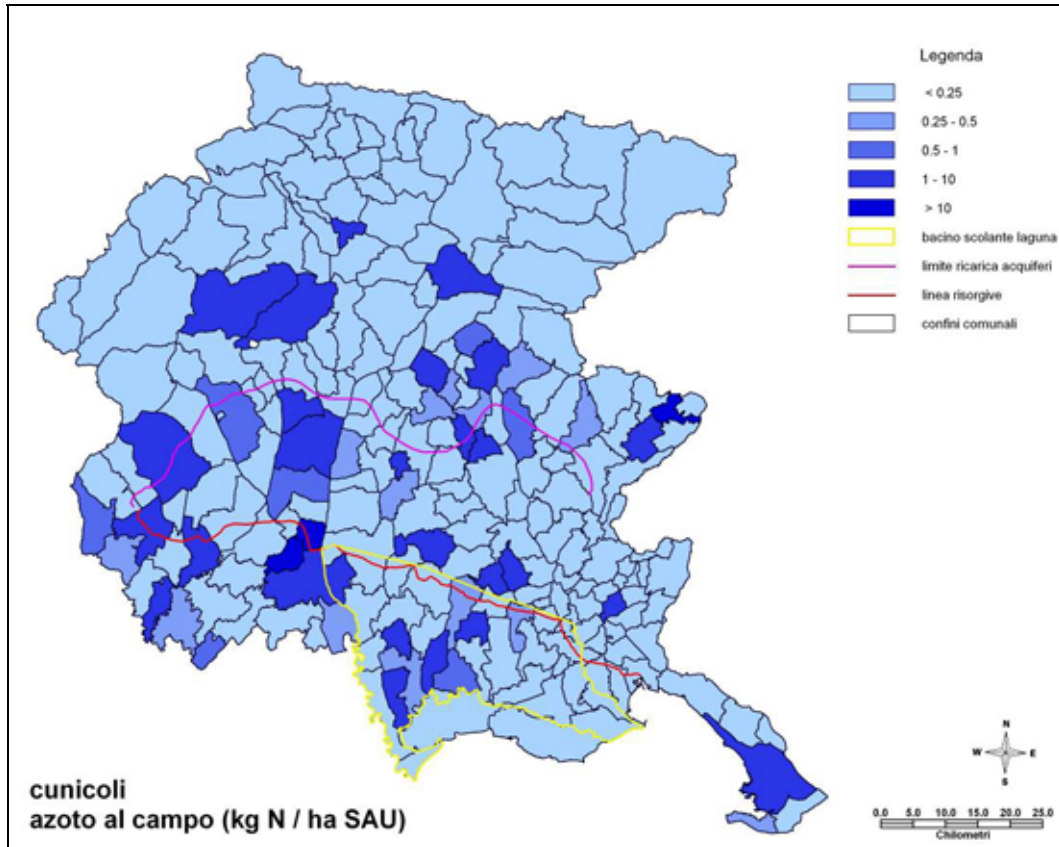 Legenda
< 0.25
0.25 - 0.5
0.5 - 1
1 - 10
> 10
bacino scolante laguna
limite ricarica acquiferi
linea risorgive
confini comunali
N
W E
S
cunicoli
azoto al campo (kg N / ha SAU)
0.0 5.0 10.0 15.0 20.0 25.0
Chilometri